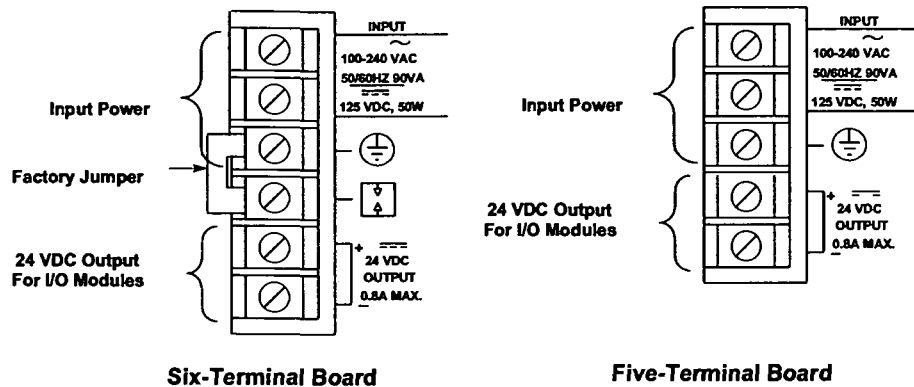 INPUT
100-240 VAC
50/60HZ 90VA
125 VDC, 50W
Input Power
Factory Jumper
24 VDC Output
For I/O Modules
+
24 VDC
OUTPUT
0.8A MAX.
–
Six-Terminal Board
INPUT
100-240 VAC
50/60HZ 90VA
125 VDC, 50W
Input Power
24 VDC Output
For I/O Modules
+
24 VDC
OUTPUT
0.8A MAX.
–
Five-Terminal Board